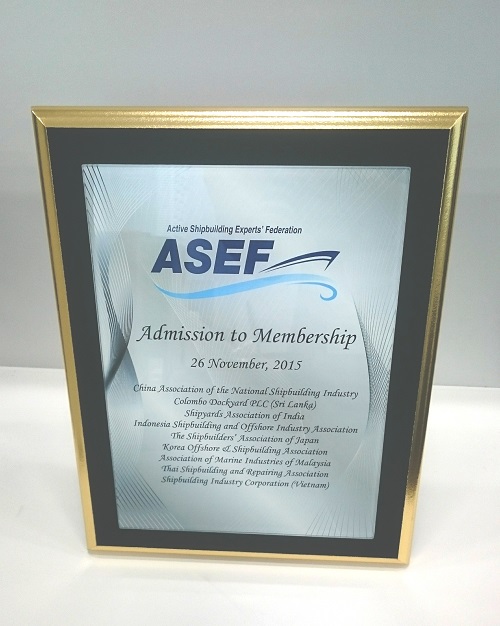 Active Shipbuilding Experts' Federation
ASEF
Admission to Membership
26 November, 2015
China Association of the National Shipbuilding Industry
Colombo Dockyard PLC (Sri Lanka)
Shipyards Association of India
Indonesia Shipbuilding and Offshore Industry Association
The Shipbuilders' Association of Japan
Korea Offshore & Shipbuilding Association
Association of Marine Industries of Malaysia
Thai Shipbuilding and Repairing Association
Shipbuilding Industry Corporation (Vietnam)